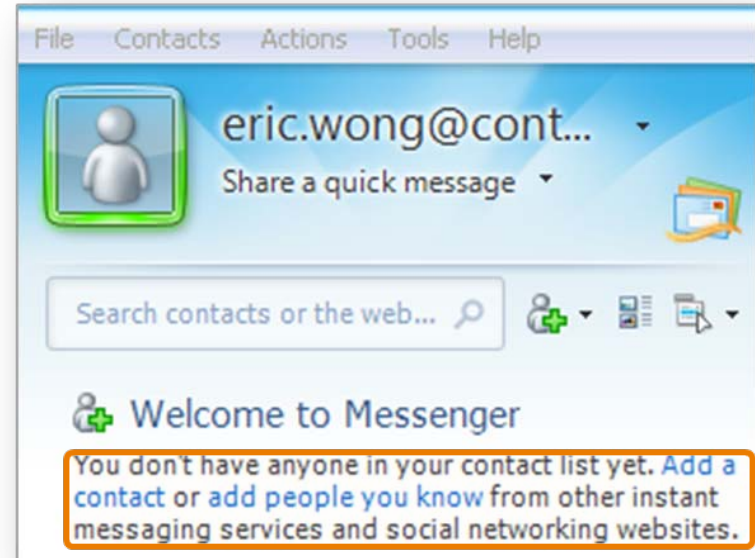 File Contacts Actions Tools Help
eric.wong@cont...
Share a quick message
Search contacts or the web...
Welcome to Messenger
You don't have anyone in your contact list yet. Add a
contact or add people you know from other instant
messaging services and social networking websites.